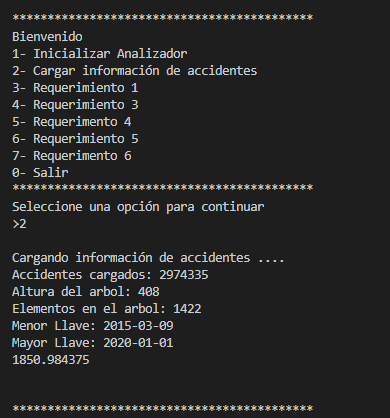 *******************************************
Bienvenido
1- Inicializar Analizador
2- Cargar información de accidentes
3- Requerimiento 1
4- Requerimiento 3
5- Requerimento 4
6- Requerimiento 5
7- Requerimiento 6
0- Salir
*******************************************
Seleccione una opción para continuar
>2
Cargando información de accidentes ....
Accidentes cargados: 2974335
Altura del arbol: 408
Elementos en el arbol: 1422
Menor Llave: 2015-03-09
Mayor Llave: 2020-01-01
1850.984375
*******************************************